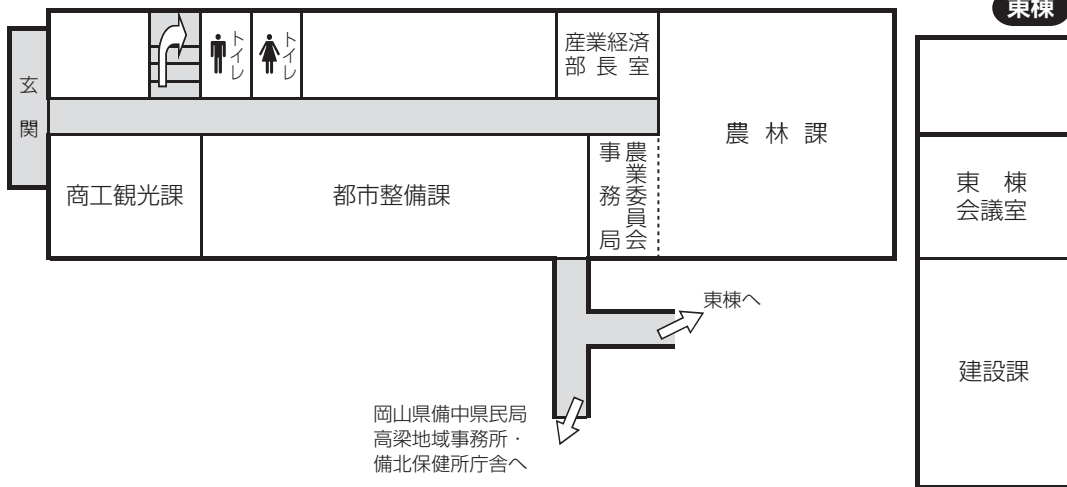 東棟
玄関
トイレ
トイレ
産業経済
部長室
農林課
商工観光課
都市整備課
農業委員会
事務局
東棟
会議室
建設課
東棟へ
岡山県備中県民局
高梁地域事務所・
備北保健所庁舎へ